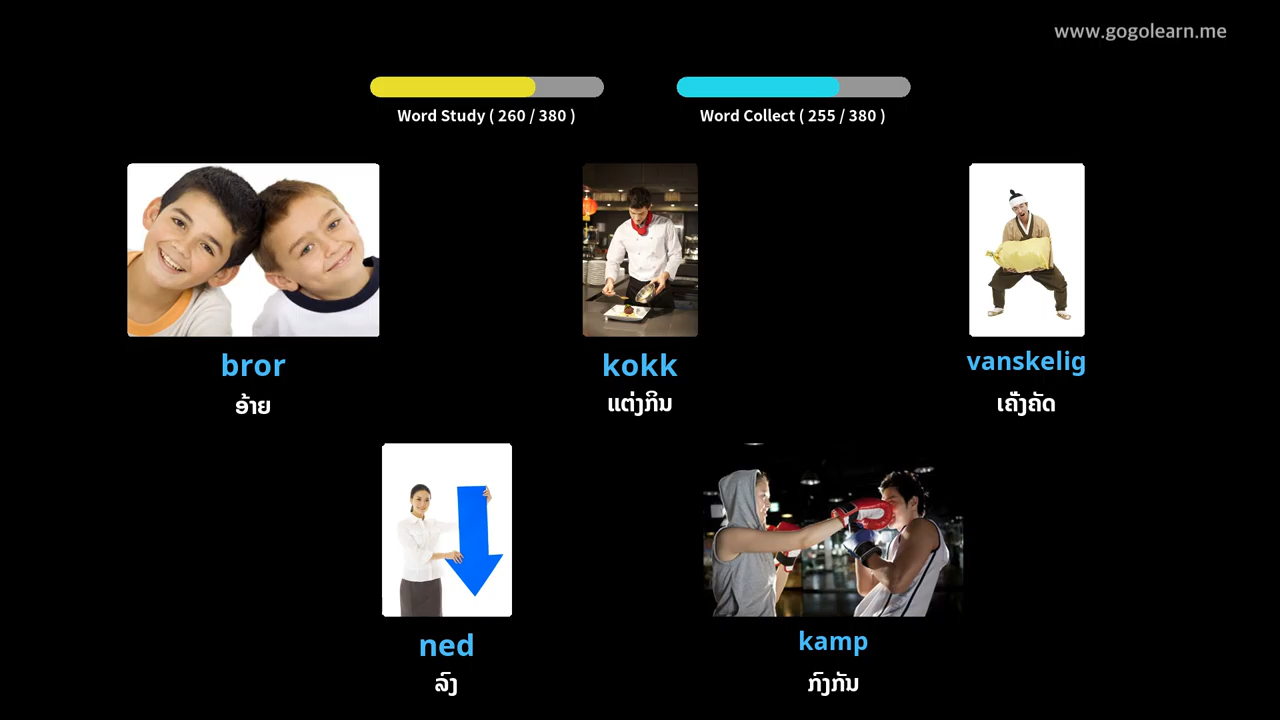 www.gogolearn.me
Word Study ( 260 / 380 )
Word Collect ( 255 / 380 )
bror
ອ້າຍ
kokk
ແຕ່ງກິນ
vanskelig
ເຄັ່ງຄັດ
ned
ລົງ
kamp
ກົງກັນ